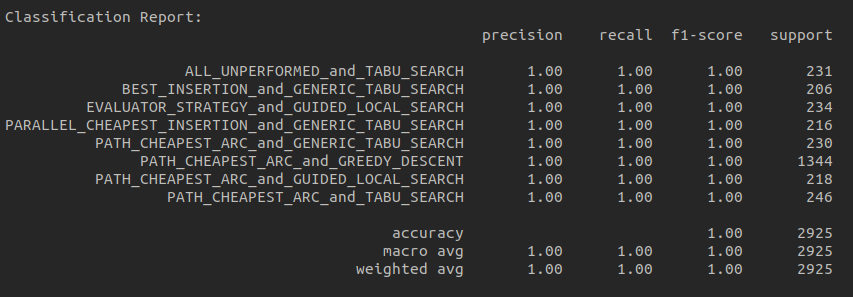 Classification Report:
precision recall f1-score support
ALL_UNPERFORMED_and_TABU_SEARCH 1.00 1.00 1.00 231
BEST_INSERTION_and_GENERIC_TABU_SEARCH 1.00 1.00 1.00 206
EVALUATOR_STRATEGY_and_GUIDED_LOCAL_SEARCH 1.00 1.00 1.00 234
PARALLEL_CHEAPEST_INSERTION_and_GENERIC_TABU_SEARCH 1.00 1.00 1.00 216
PATH_CHEAPEST_ARC_and_GENERIC_TABU_SEARCH 1.00 1.00 1.00 230
PATH_CHEAPEST_ARC_and_GREEDY_DESCENT 1.00 1.00 1.00 1344
PATH_CHEAPEST_ARC_and_GUIDED_LOCAL_SEARCH 1.00 1.00 1.00 218
PATH_CHEAPEST_ARC_and_TABU_SEARCH 1.00 1.00 1.00 246
accuracy 1.00 2925
macro avg 1.00 1.00 1.00 2925
weighted avg 1.00 1.00 1.00 2925